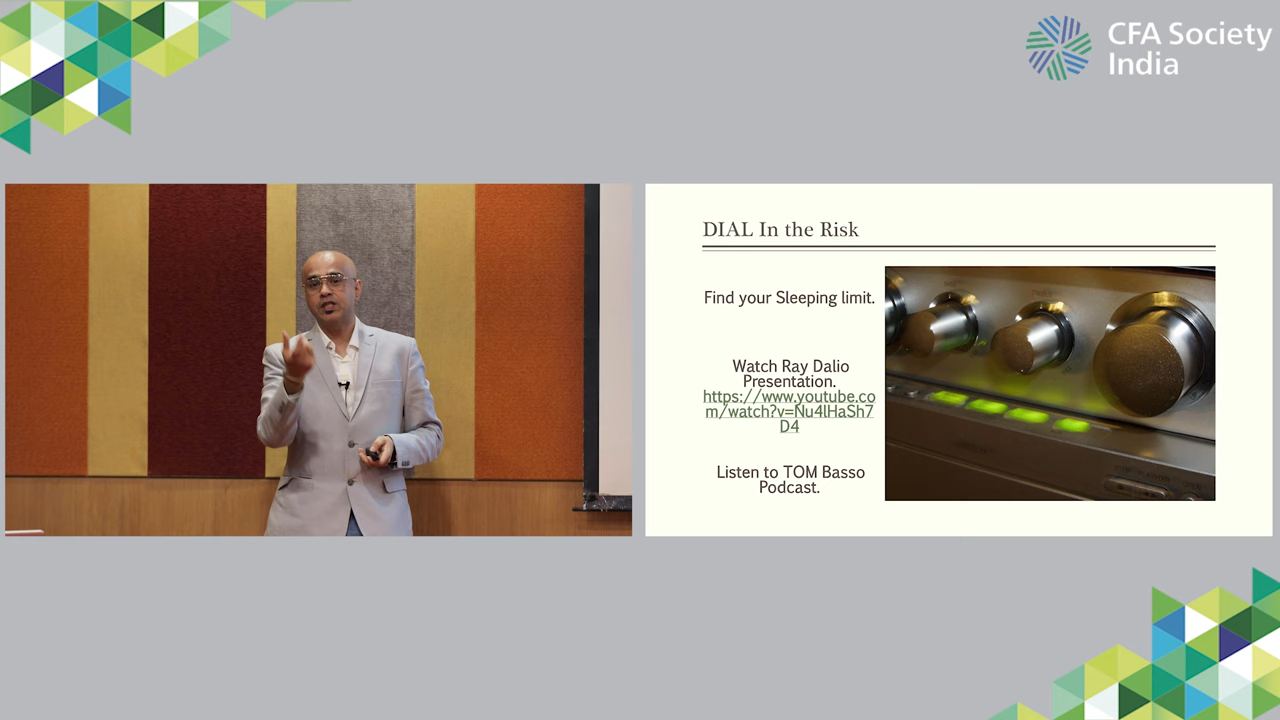 CFA Society
India
DIAL In the Risk
Find your Sleeping limit.
Watch Ray Dalio
Presentation.
https://www.youtube.co
m/watch?v=Nu4lHaSh7
D4
Listen to TOM Basso
Podcast.